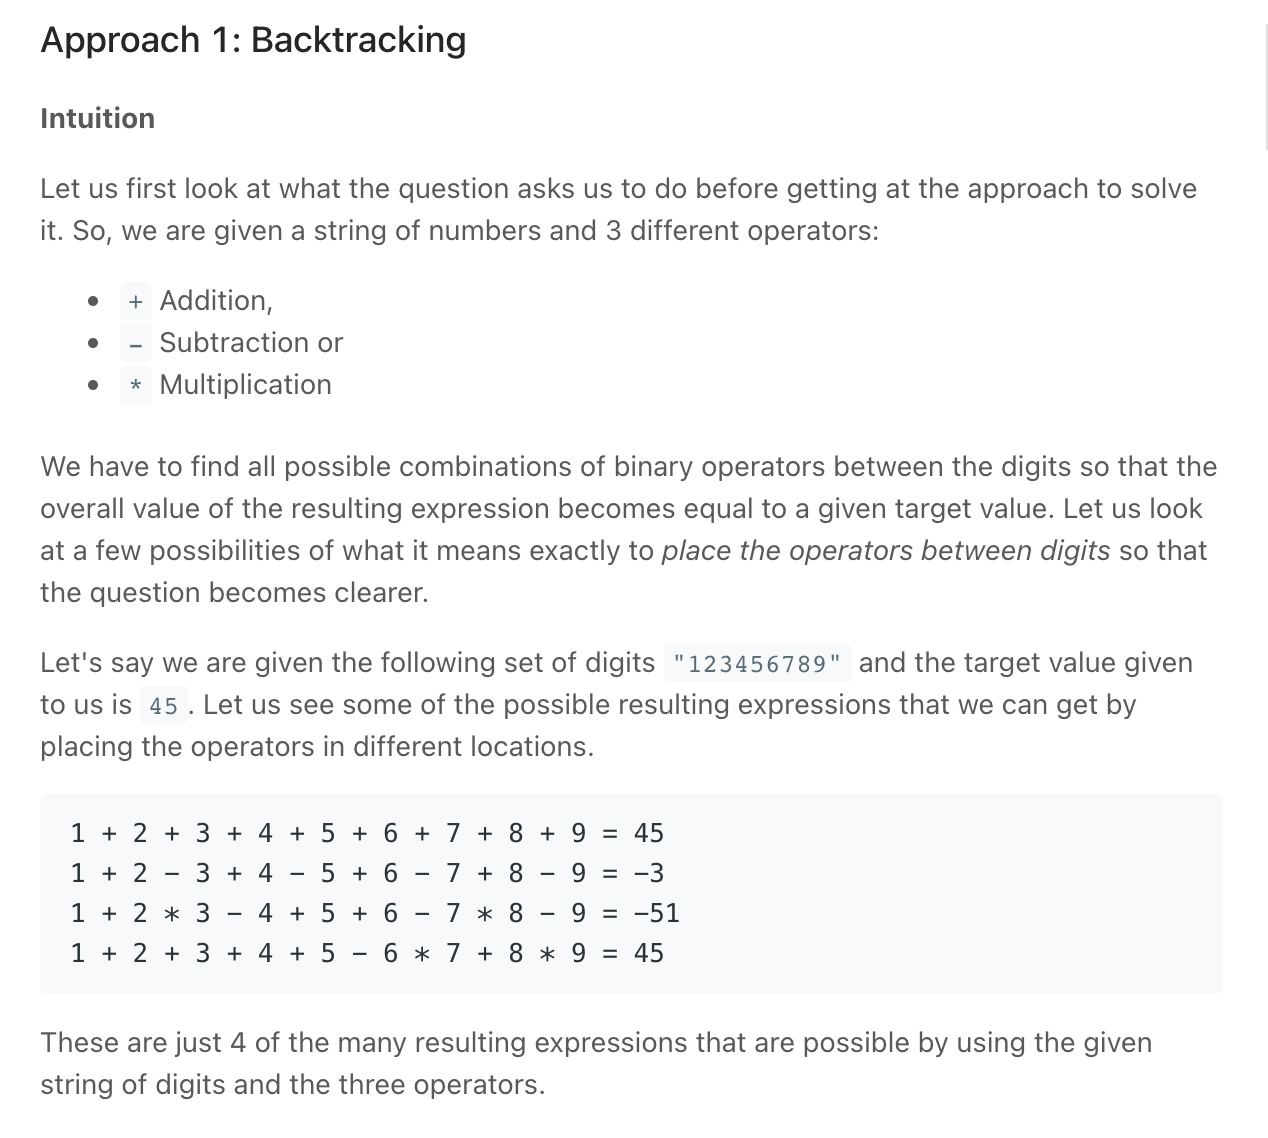 Approach 1: Backtracking
Intuition
Let us first look at what the question asks us to do before getting at the approach to solve
it. So, we are given a string of numbers and 3 different operators:
• + Addition,
• − Subtraction or
• * Multiplication
We have to find all possible combinations of binary operators between the digits so that the
overall value of the resulting expression becomes equal to a given target value. Let us look
at a few possibilities of what it means exactly to place the operators between digits so that
the question becomes clearer.
Let's say we are given the following set of digits "123456789" and the target value given
to us is 45 . Let us see some of the possible resulting expressions that we can get by
placing the operators in different locations.
1 + 2 + 3 + 4 + 5 + 6 + 7 + 8 + 9 = 45
1 + 2 − 3 + 4 − 5 + 6 − 7 + 8 − 9 = −3
1 + 2 * 3 − 4 + 5 + 6 − 7 * 8 − 9 = −51
1 + 2 + 3 + 4 + 5 − 6 * 7 + 8 * 9 = 45
These are just 4 of the many resulting expressions that are possible by using the given
string of digits and the three operators.